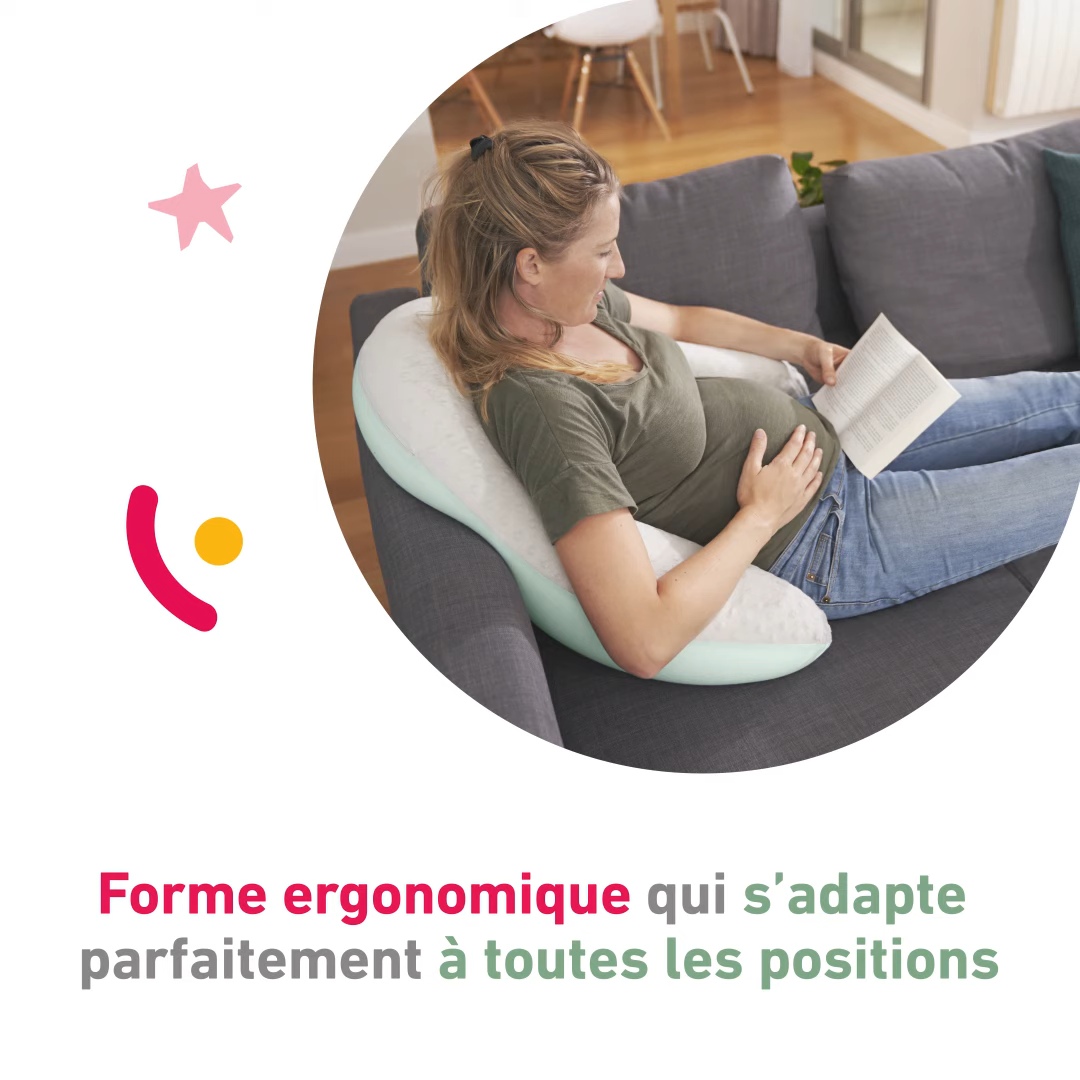 Forme ergonomique qui s’adapte
parfaitement à toutes les positions